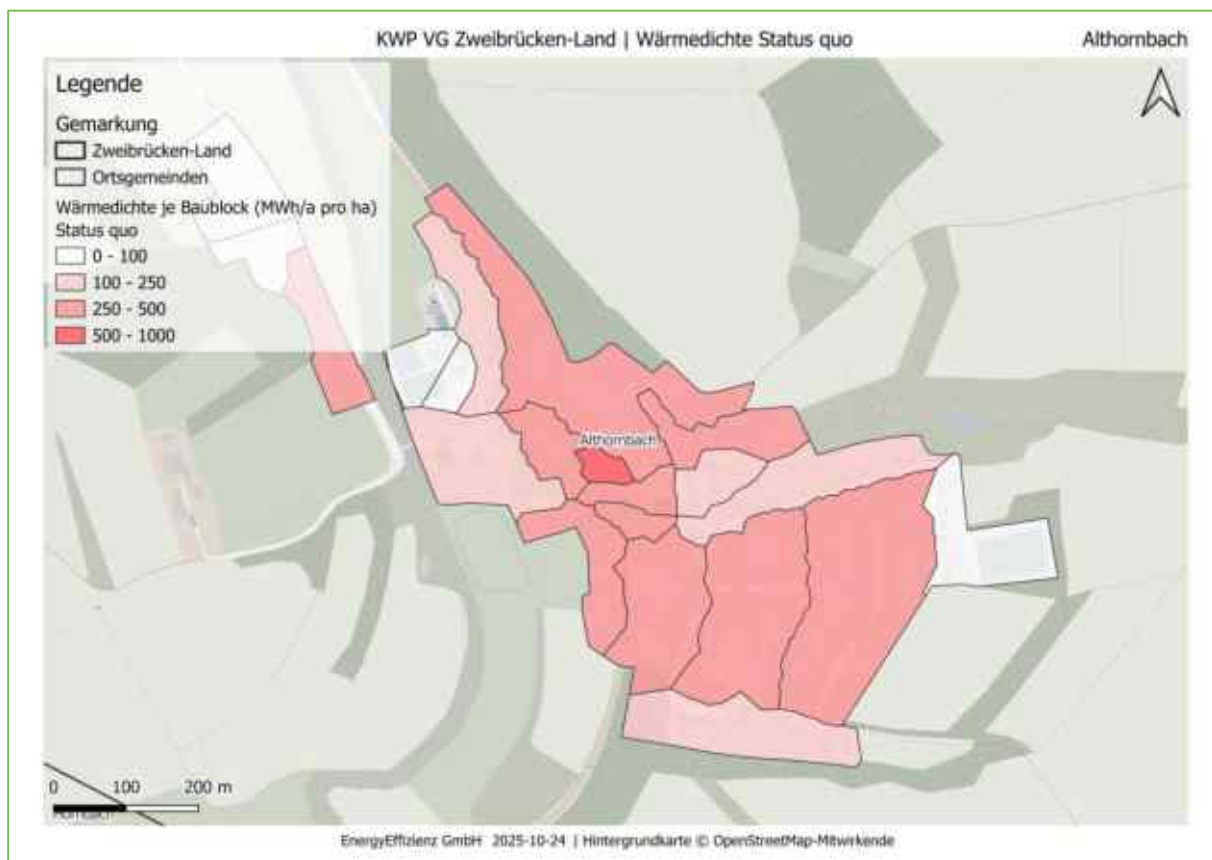 KWP VG Zweibrücken-Land | Wärmedichte Status quo
Althornbach
Legende
Gemarkung
Zweibrücken-Land
Ortsgemeinden
Wärmedichte je Baublock (MWh/a pro ha)
Status quo
0 - 100
100 - 250
250 - 500
500 - 1000
Althornbach
0 100 200 m
Hornbach
EnergyEffizienz GmbH 2025-10-24 | Hintergrundkarte © OpenStreetMap-Mitwirkende